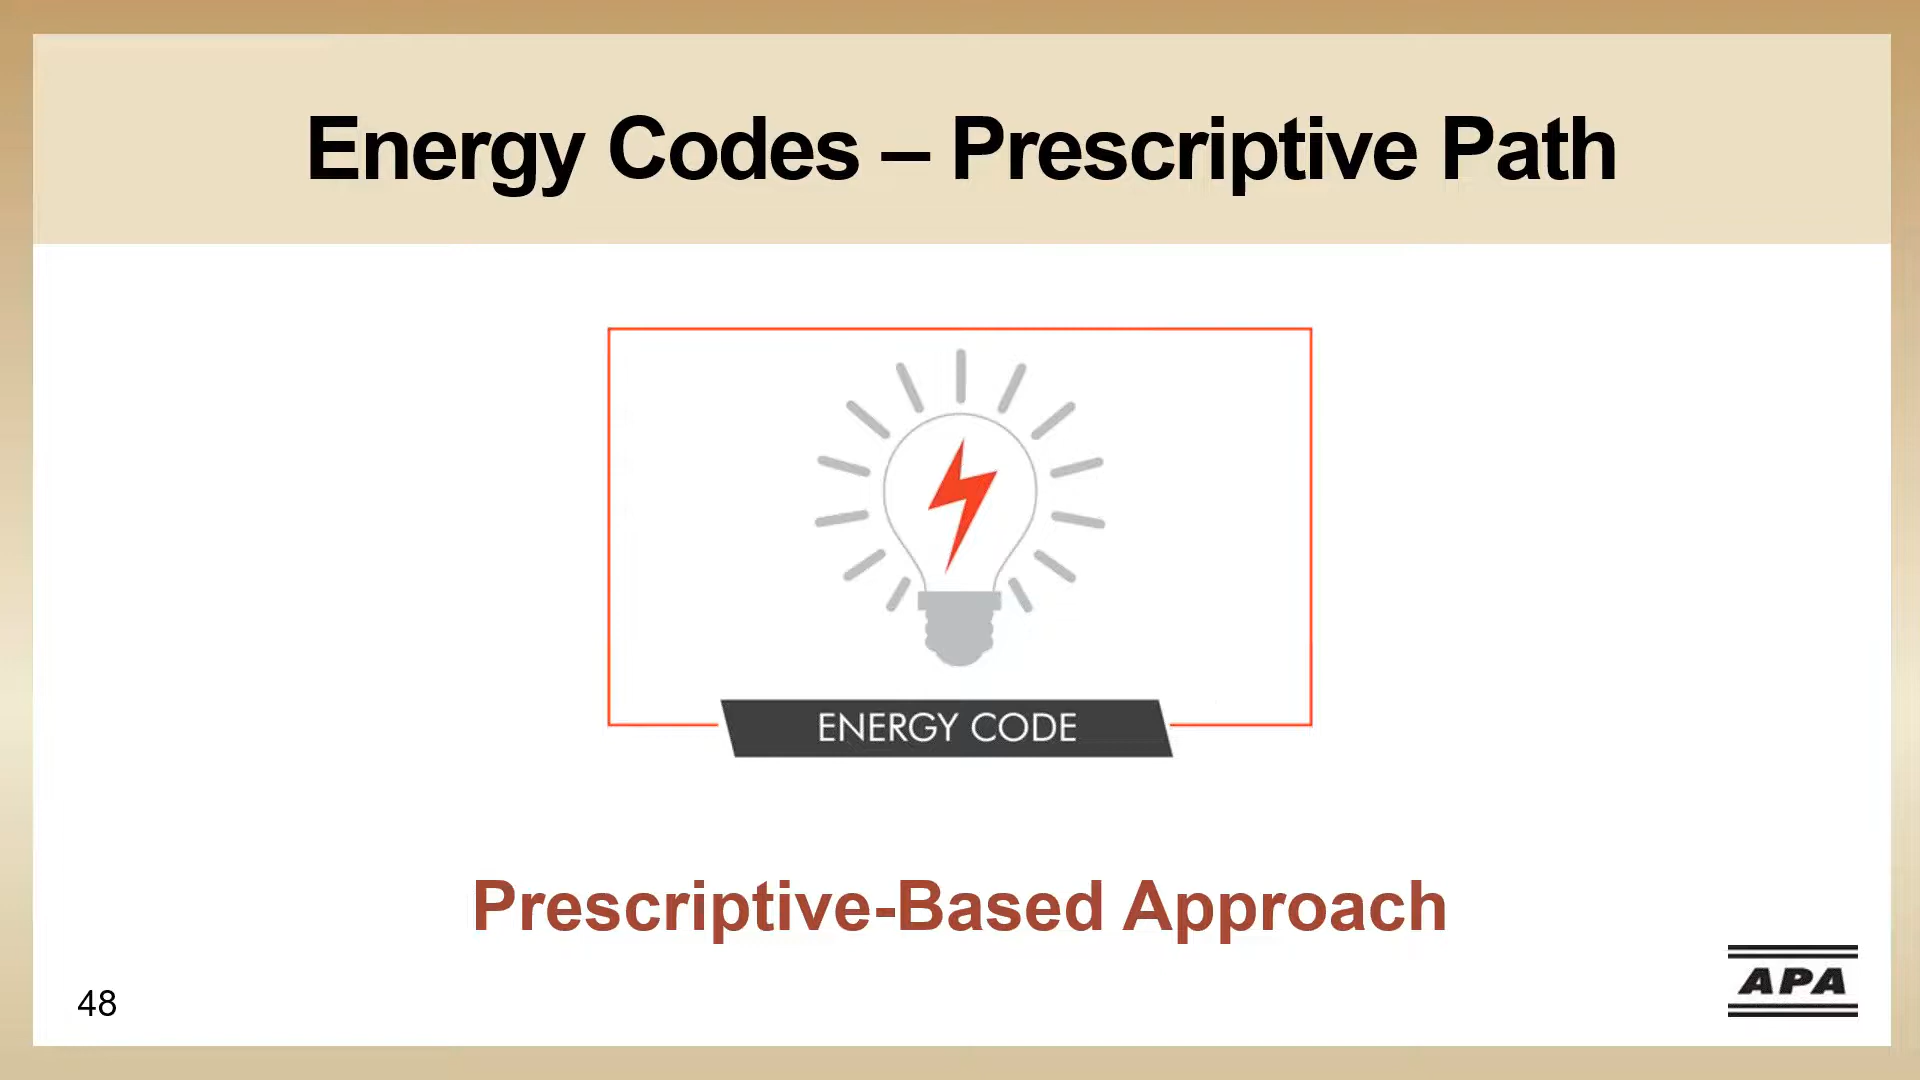 Energy Codes – Prescriptive Path
ENERGY CODE
Prescriptive-Based Approach
48
APA